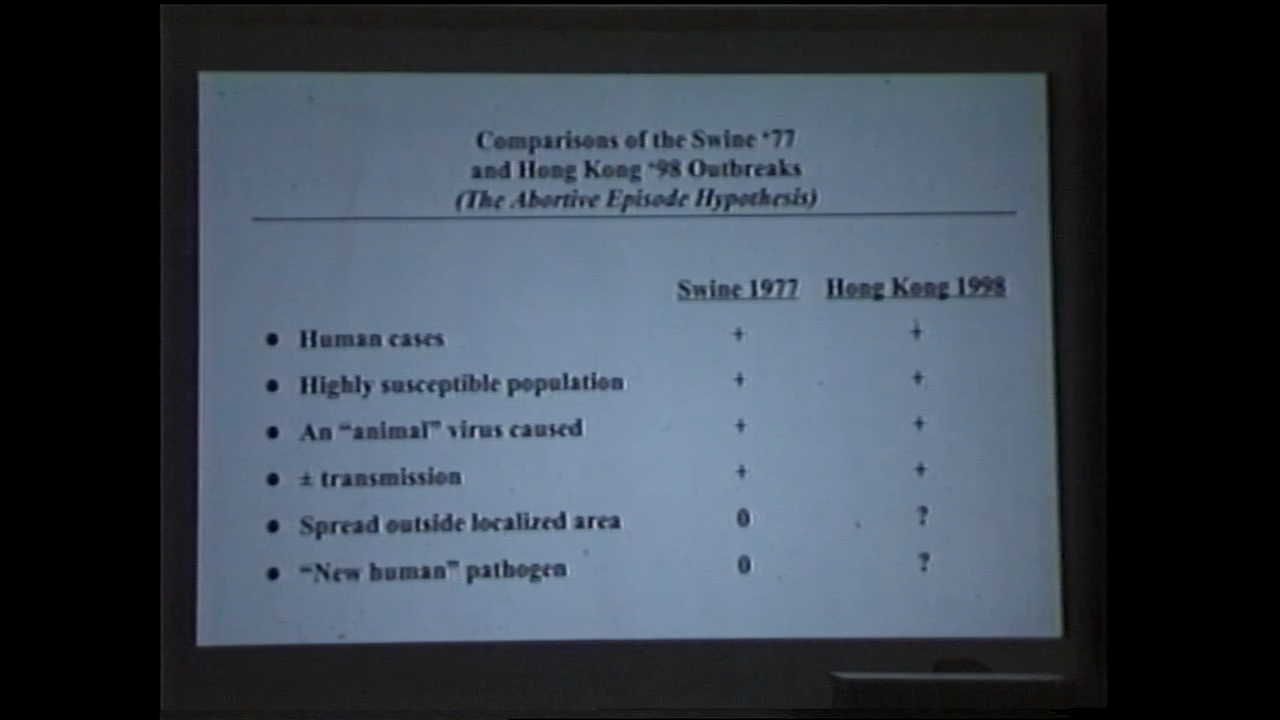 Comparisons of the Swine '77
and Hong Kong '98 Outbreaks
(The Abortive Episode Hypothesis)
Swine 1977 Hong Kong 1998
• Human cases + +
• Highly susceptible population + +
• An “animal” virus caused + +
• ± transmission + +
• Spread outside localized area 0 ?
• “New human” pathogen 0 ?